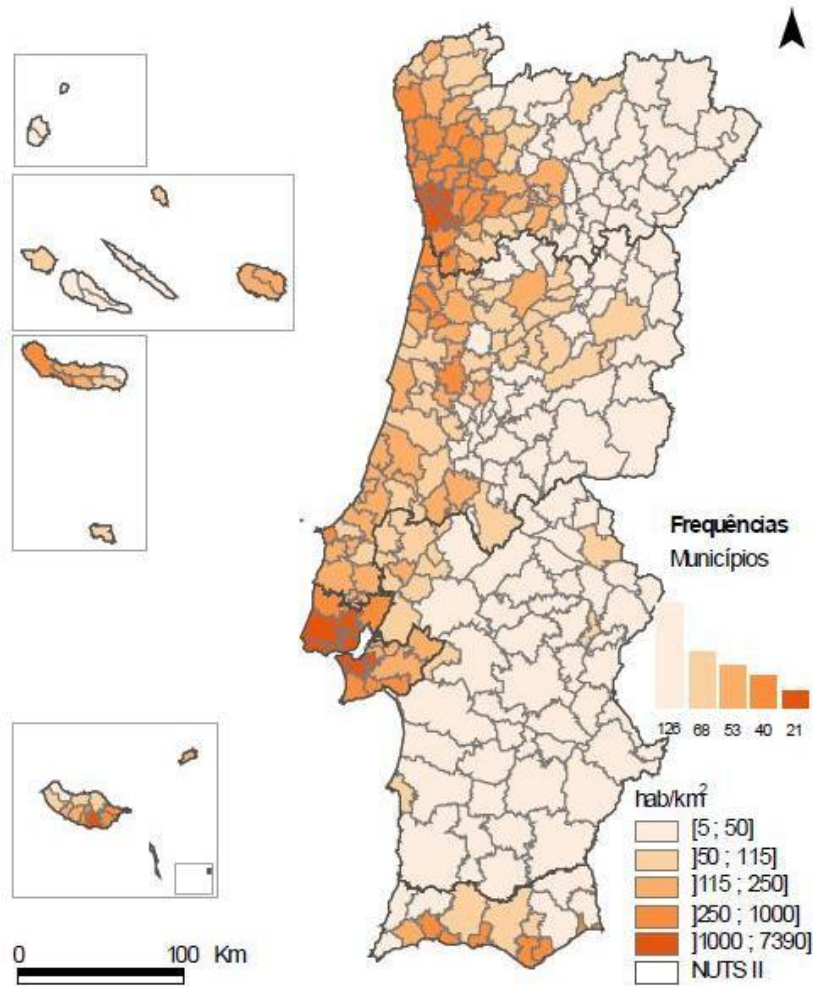 Frequências
Municípios
126 68 53 40 21
hab/km²
[5 ; 50]
]50 ; 115]
]115 ; 250]
]250 ; 1000]
]1000 ; 7390]
NUTS II
0 100 Km